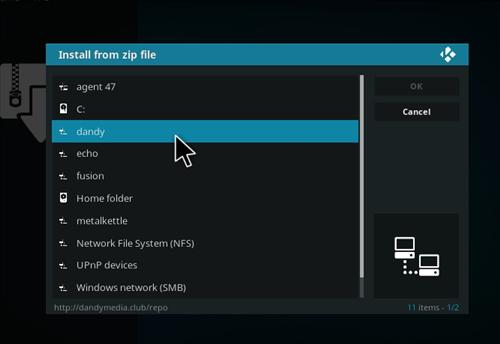 Install from zip file
agent 47
C:
dandy
echo
fusion
Home folder
metalkettle
Network File System (NFS)
UPnP devices
Windows network (SMB)
OK
Cancel
http://dandymedia.club/repo
11 items - 1/2